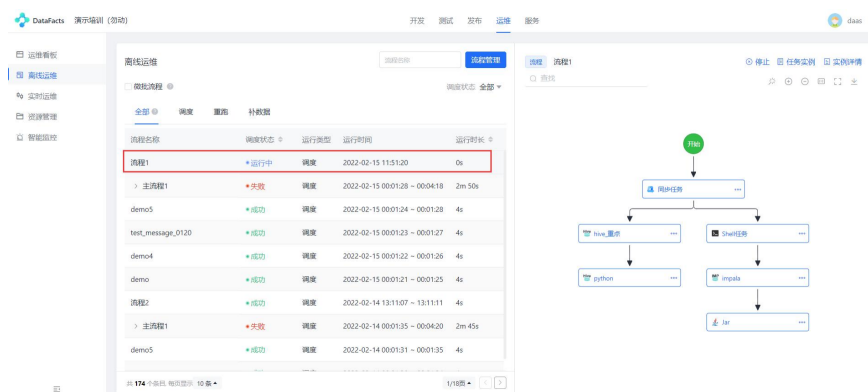 DataFacts 演示培训 (勿动) 开发 测试 发布 运维 服务 daas
运维看板
离线运维
实时运维
资源管理
智能监控
离线运维 流程名称 流程管理
微批流程 调度状态 全部
全部 调度 重跑 补数据
流程名称 调度状态 运行类型 运行时间 运行时长
流程1 运行中 调度 2022-02-15 11:51:20 0s
> 主流程1 失败 调度 2022-02-15 00:01:28 ~ 00:04:18 2m 50s
demo5 成功 调度 2022-02-15 00:01:24 ~ 00:01:28 4s
test_message_0120 成功 调度 2022-02-15 00:01:23 ~ 00:01:27 4s
demo4 成功 调度 2022-02-15 00:01:22 ~ 00:01:26 4s
demo 成功 调度 2022-02-15 00:01:21 ~ 00:01:25 4s
流程2 成功 调度 2022-02-14 13:11:07 ~ 13:11:11 4s
> 主流程1 失败 调度 2022-02-14 00:01:35 ~ 00:04:20 2m 45s
demo5 成功 调度 2022-02-14 00:01:31 ~ 00:01:35 4s
共 174 个条目, 每页显示 10 条 1/18页
流程 流程1 停止 任务实例 实例详情
查找
开始
同步任务
hive_重点 Shell任务
python impala
Jar